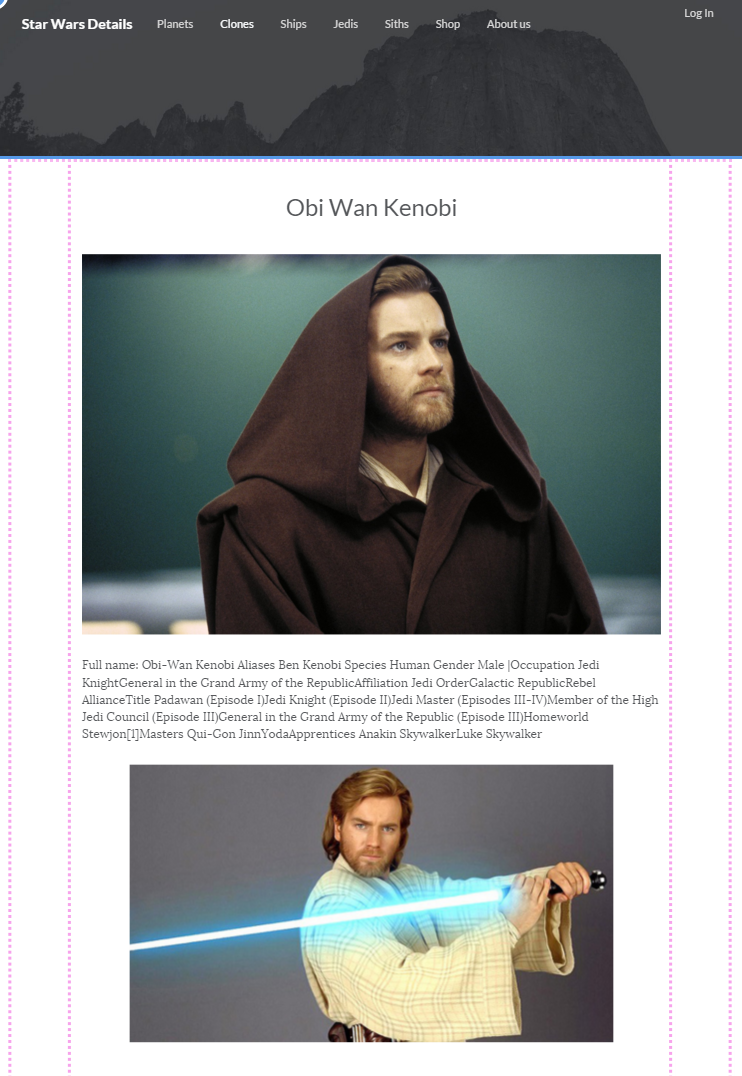 Star Wars Details Planets Clones Ships Jedis Siths Shop About us Log In
Obi Wan Kenobi
Full name: Obi-Wan Kenobi Aliases Ben Kenobi Species Human Gender Male |Occupation Jedi
KnightGeneral in the Grand Army of the RepublicAffiliation Jedi OrderGalactic RepublicRebel
AllianceTitle Padawan (Episode I)Jedi Knight (Episode II)Jedi Master (Episodes III-IV)Member of the High
Jedi Council (Episode III)General in the Grand Army of the Republic (Episode III)Homeworld
Stewjon[1]Masters Qui-Gon JinnYodaApprentices Anakin SkywalkerLuke Skywalker